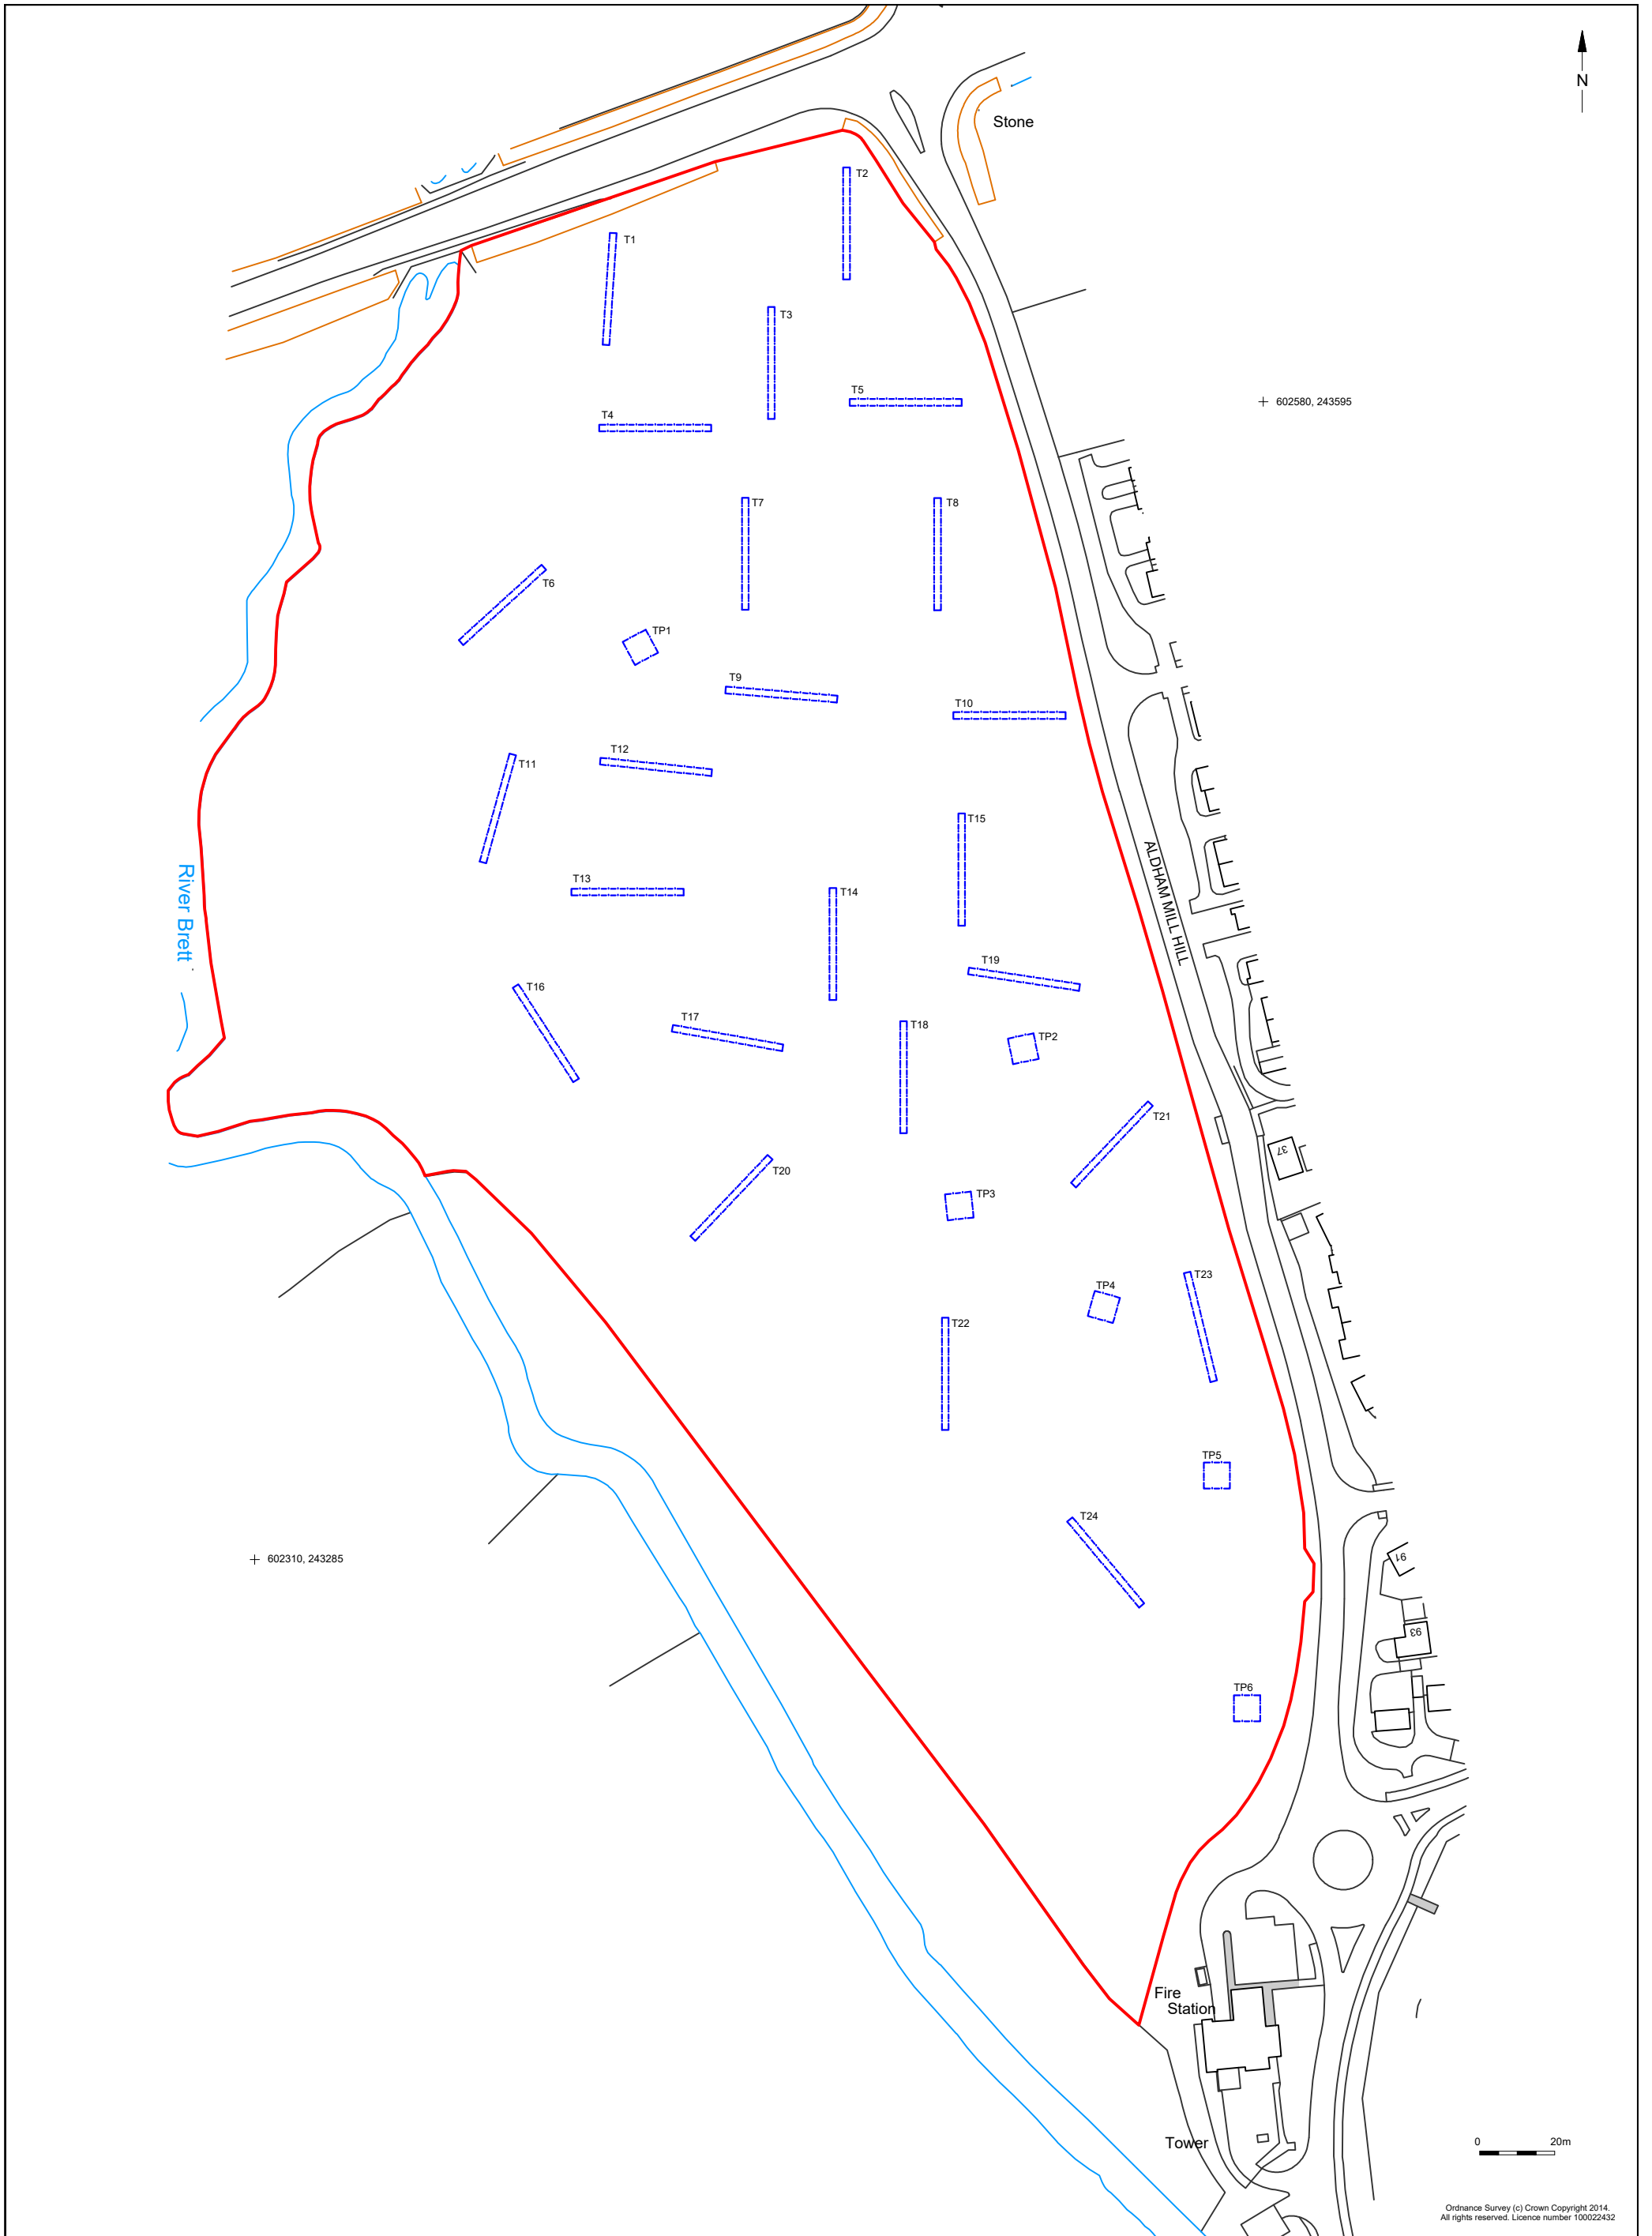 N
Stone
T2
T1
T3
T5
602580, 243595
T4
T7
T8
T6
TP1
T9
T10
T12
T11
T15
ALDHAM MILL HILL
River Brett
T13
T14
T19
T16
T17
T18
TP2
T21
37
T20
TP3
T23
TP4
T22
TP5
T24
91
602310, 243285
93
TP6
Fire
Station
Tower
0 20m
Ordnance Survey (c) Crown Copyright 2014.
All rights reserved. Licence number 100022432